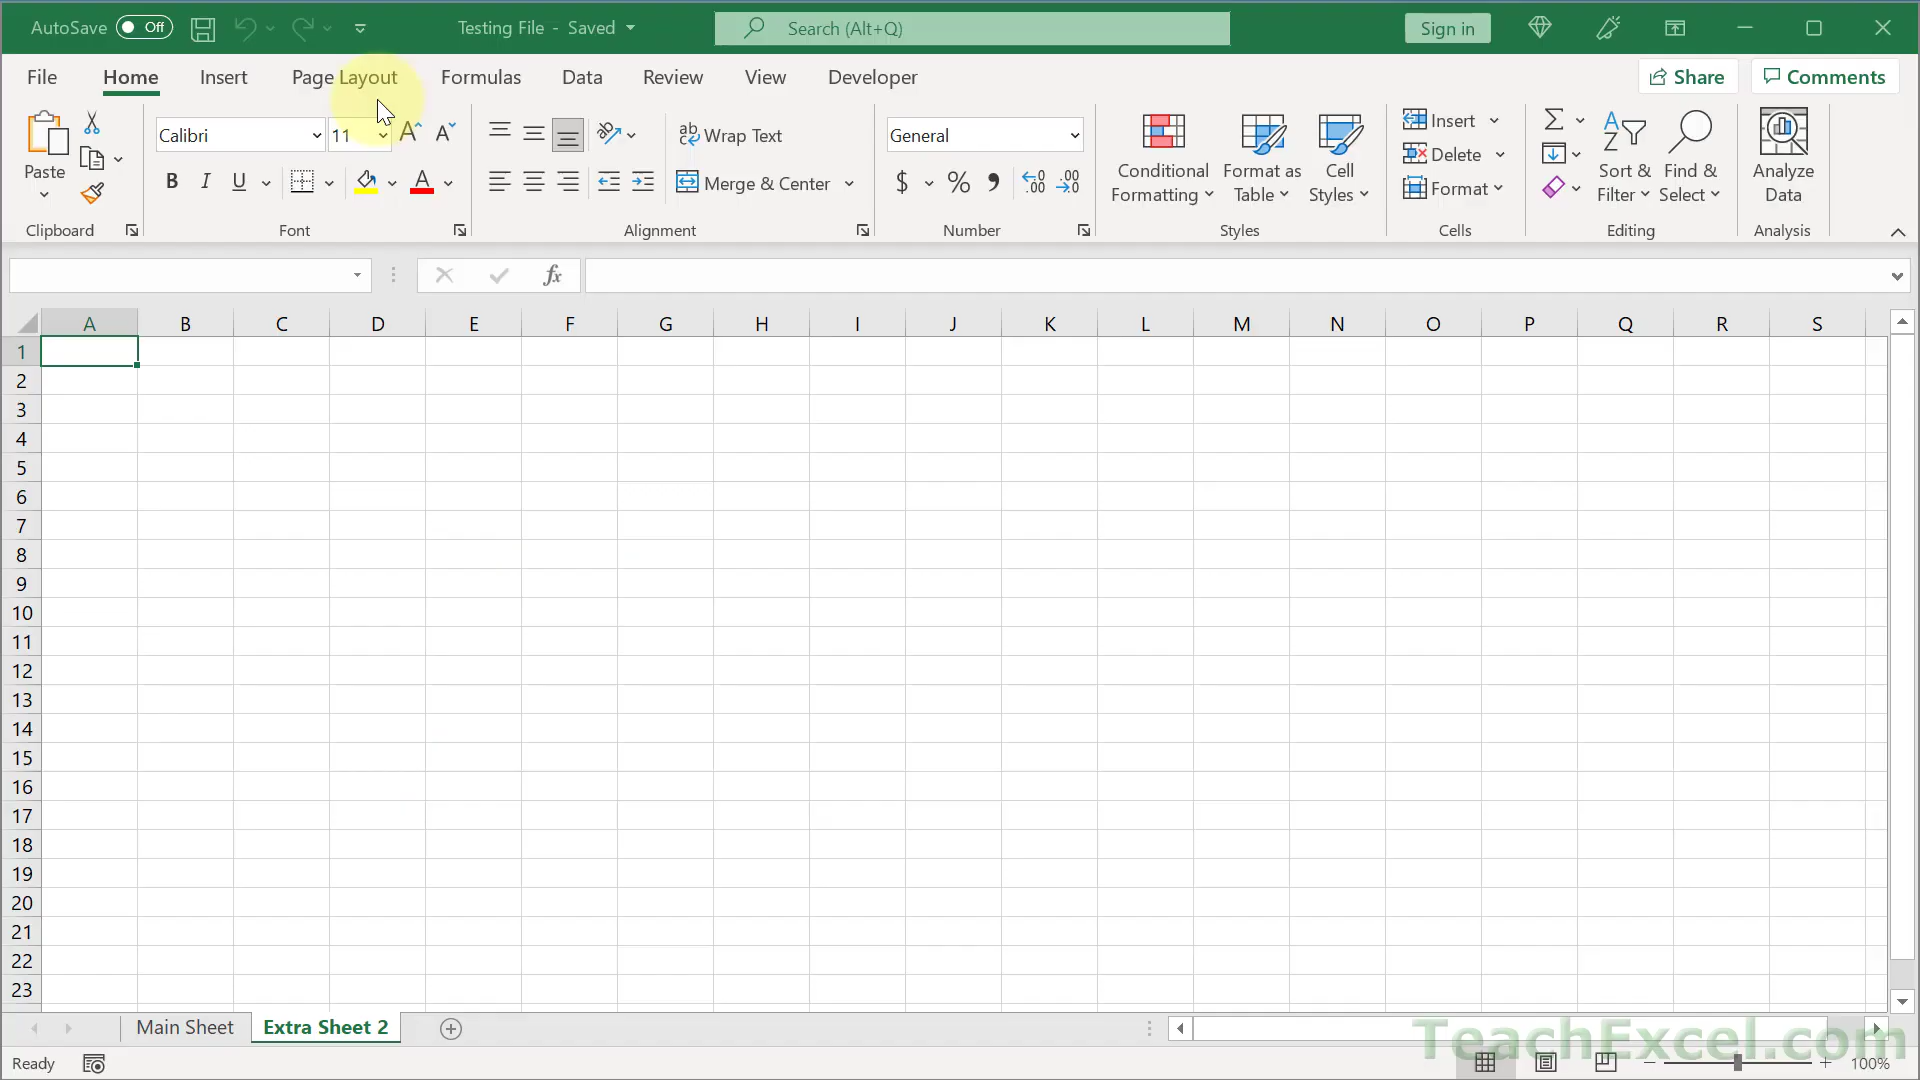 AutoSave Off Testing File - Saved Search (Alt+Q) Sign in
File Home Insert Page Layout Formulas Data Review View Developer Share Comments
Calibri 11 ab Wrap Text General Insert
Paste Conditional Formatting Format as Table Cell Styles Delete Sort & Filter Find & Select Analyze Data
B I U A Merge & Center $ % Format
Clipboard Font Alignment Number Styles Cells Editing Analysis
fx
A B C D E F G H I J K L M N O P Q R S
1
2
3
4
5
6
7
8
9
10
11
12
13
14
15
16
17
18
19
20
21
22
23
Main Sheet Extra Sheet 2
TeachExcel.com
Ready 100%